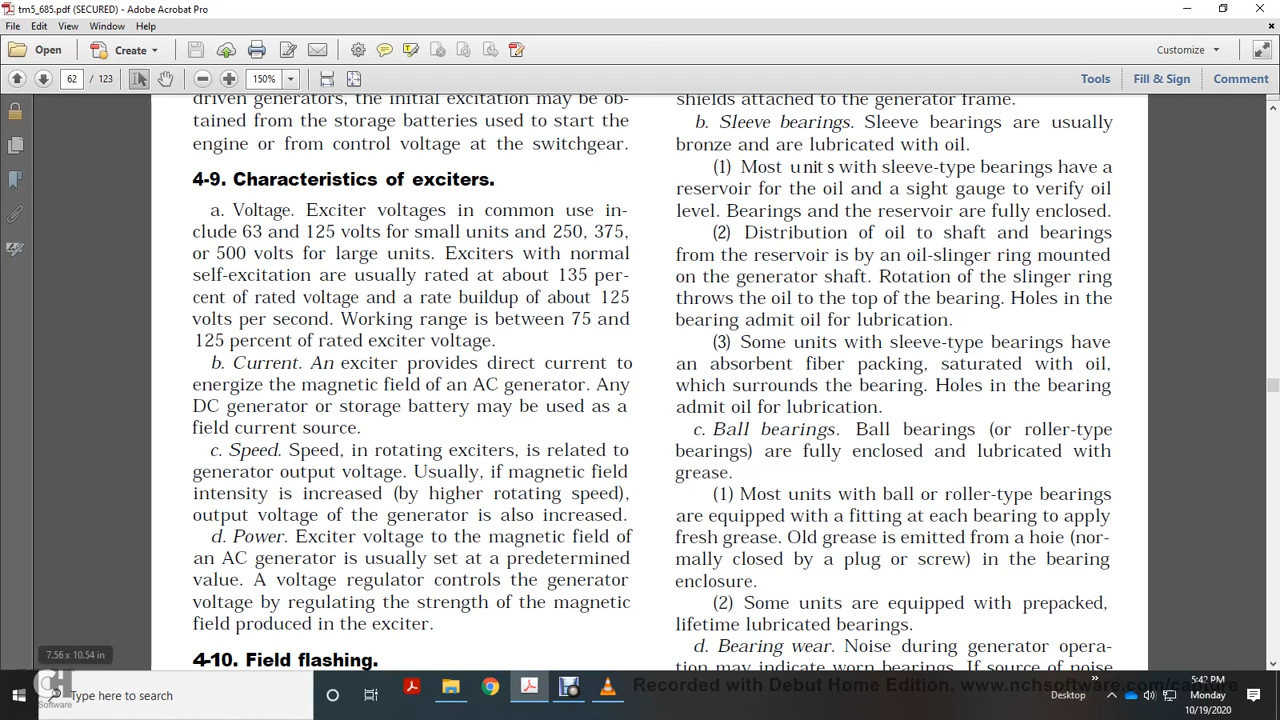 tm5_685.pdf (SECURED) - Adobe Acrobat Pro
File Edit View Window Help
Open Create Customize
62 / 123 150% Tools Fill & Sign Comment
driven generators, the initial excitation may be ob-
tained from the storage batteries used to start the
engine or from control voltage at the switchgear.
4-9. Characteristics of exciters.
a. Voltage. Exciter voltages in common use in-
clude 63 and 125 volts for small units and 250, 375,
or 500 volts for large units. Exciters with normal
self-excitation are usually rated at about 135 per-
cent of rated voltage and a rate buildup of about 125
volts per second. Working range is between 75 and
125 percent of rated exciter voltage.
b. Current. An exciter provides direct current to
energize the magnetic field of an AC generator. Any
DC generator or storage battery may be used as a
field current source.
c. Speed. Speed, in rotating exciters, is related to
generator output voltage. Usually, if magnetic field
intensity is increased (by higher rotating speed),
output voltage of the generator is also increased.
d. Power. Exciter voltage to the magnetic field of
an AC generator is usually set at a predetermined
value. A voltage regulator controls the generator
voltage by regulating the strength of the magnetic
field produced in the exciter.
4-10. Field flashing.
shields attached to the generator frame.
b. Sleeve bearings. Sleeve bearings are usually
bronze and are lubricated with oil.
(1) Most units with sleeve-type bearings have a
reservoir for the oil and a sight gauge to verify oil
level. Bearings and the reservoir are fully enclosed.
(2) Distribution of oil to shaft and bearings
from the reservoir is by an oil-slinger ring mounted
on the generator shaft. Rotation of the slinger ring
throws the oil to the top of the bearing. Holes in the
bearing admit oil for lubrication.
(3) Some units with sleeve-type bearings have
an absorbent fiber packing, saturated with oil,
which surrounds the bearing. Holes in the bearing
admit oil for lubrication.
c. Ball bearings. Ball bearings (or roller-type
bearings) are fully enclosed and lubricated with
grease.
(1) Most units with ball or roller-type bearings
are equipped with a fitting at each bearing to apply
fresh grease. Old grease is emitted from a hoie (nor-
mally closed by a plug or screw) in the bearing
enclosure.
(2) Some units are equipped with prepacked,
lifetime lubricated bearings.
d. Bearing wear. Noise during generator opera-
tion may indicate worn bearings. If source of noise
7.56 x 10.54 in
Recorded with Debut Home Edition. www.nchsoftware.com/capture
Software
Type here to search
Desktop
5:42 PM
Monday
10/19/2020